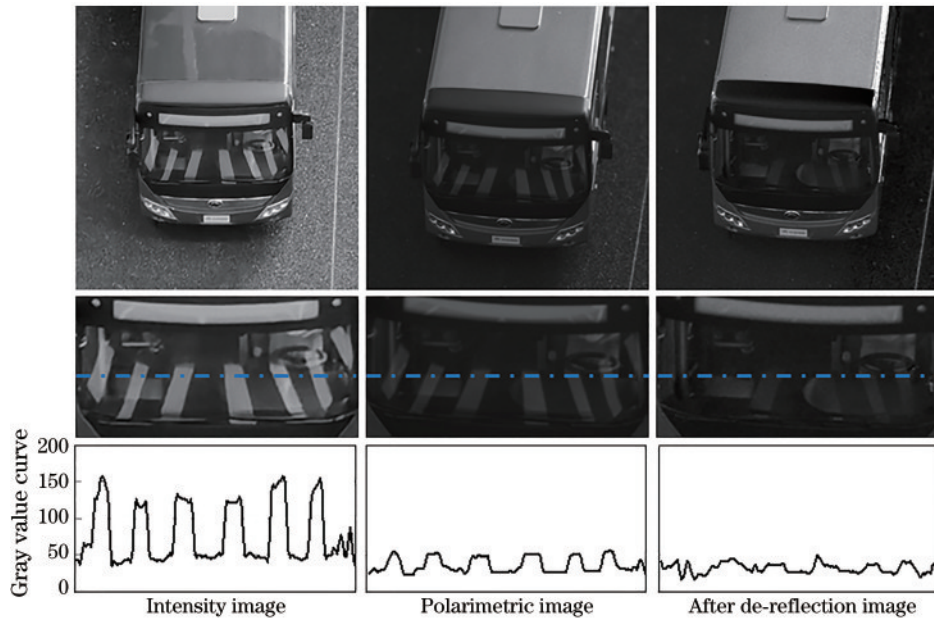 Gray value curve
200
150
100
50
0
Intensity image
Polarimetric image
After de-reflection image